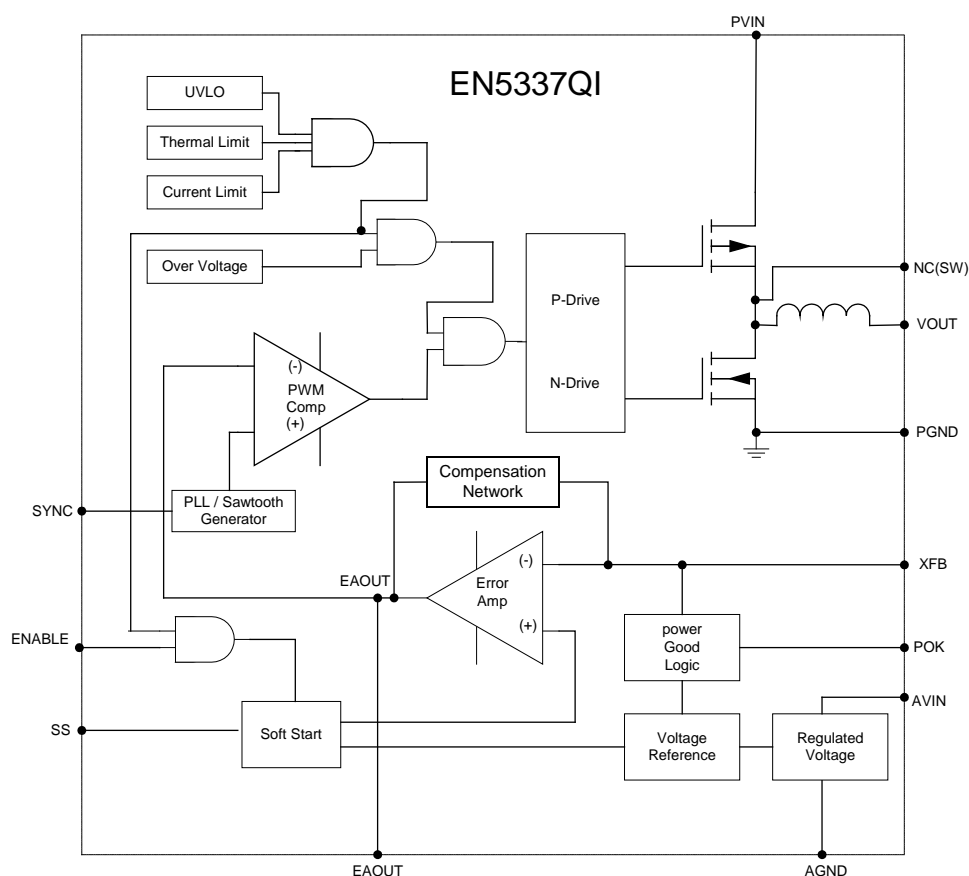 PVIN
EN5337QI
UVLO
Thermal Limit
Current Limit
Over Voltage
NC(SW)
P-Drive
VOUT
(-)
PWM
Comp
(+)
N-Drive
PGND
Compensation
Network
PLL / Sawtooth
Generator
SYNC
XFB
(-)
EAOUT
Error
Amp
(+)
power
Good
Logic
ENABLE
POK
AVIN
SS
Soft Start
Voltage
Reference
Regulated
Voltage
EAOUT
AGND